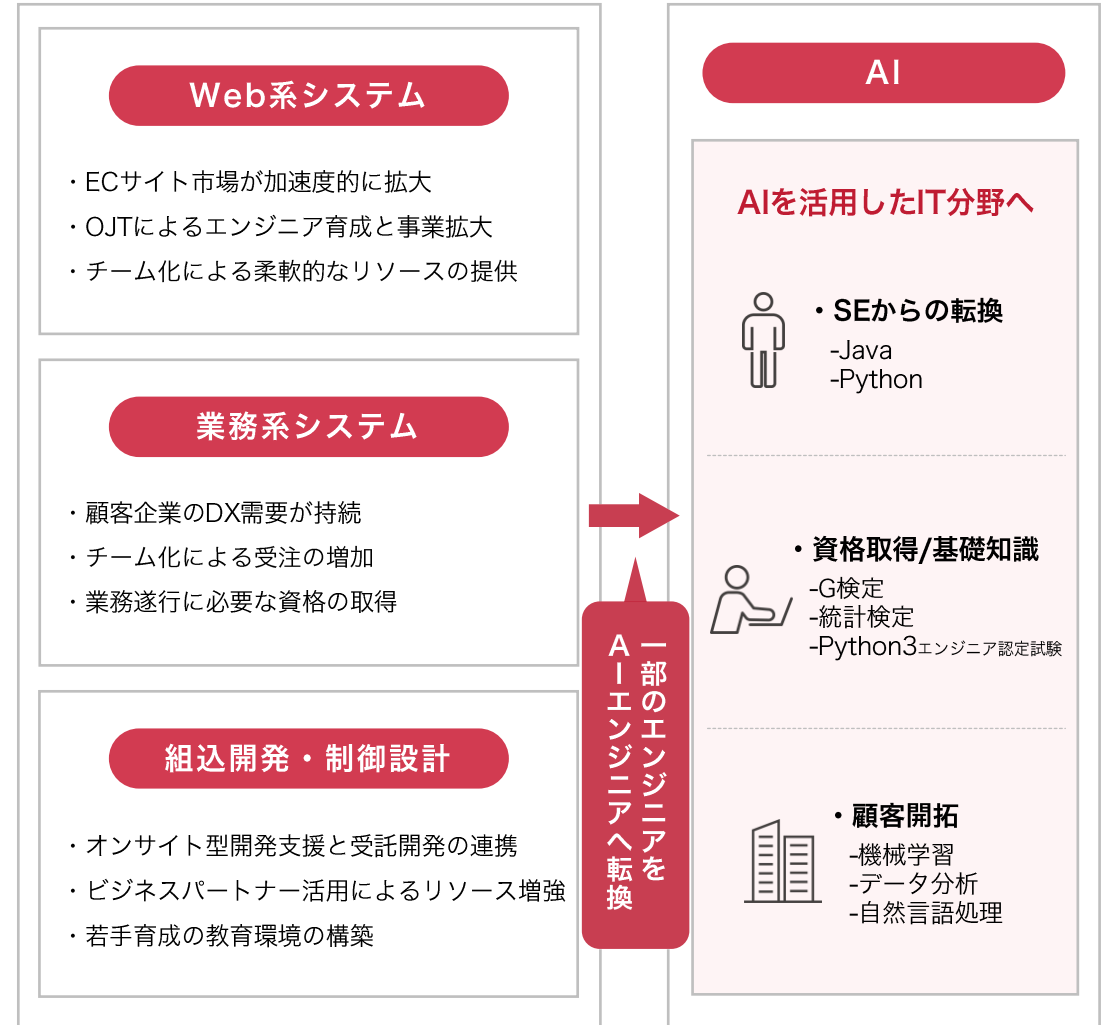 Web系システム
・ECサイト市場が加速度的に拡大
・OJTによるエンジニア育成と事業拡大
・チーム化による柔軟的なリソースの提供
業務系システム
・顧客企業のDX需要が持続
・チーム化による受注の増加
・業務遂行に必要な資格の取得
組込開発・制御設計
・オンサイト型開発支援と受託開発の連携
・ビジネスパートナー活用によるリソース増強
・若手育成の教育環境の構築
一部のエンジニアを
AIエンジニアへ転換
AI
AIを活用したIT分野へ
・SEからの転換
-Java
-Python
・資格取得/基礎知識
-G検定
-統計検定
-Python3エンジニア認定試験
・顧客開拓
-機械学習
-データ分析
-自然言語処理